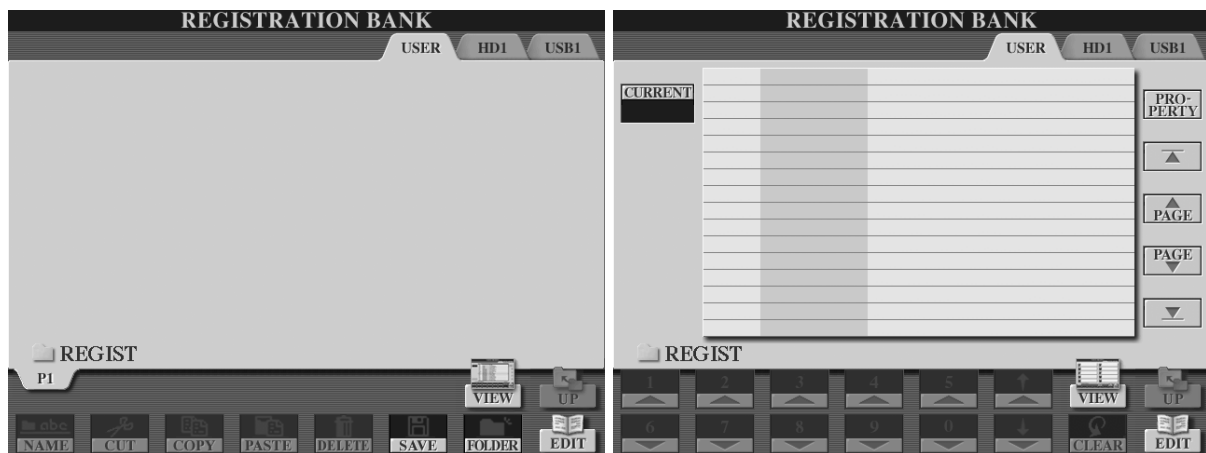 REGISTRATION BANK
USER HD1 USB1
REGIST
P1
VIEW UP
abc
NAME CUT COPY PASTE DELETE SAVE FOLDER EDIT
REGISTRATION BANK
USER HD1 USB1
CURRENT
PRO-
PERTY
PAGE
PAGE
REGIST
1 2 3 4 5
VIEW UP
6 7 8 9 0
CLEAR EDIT